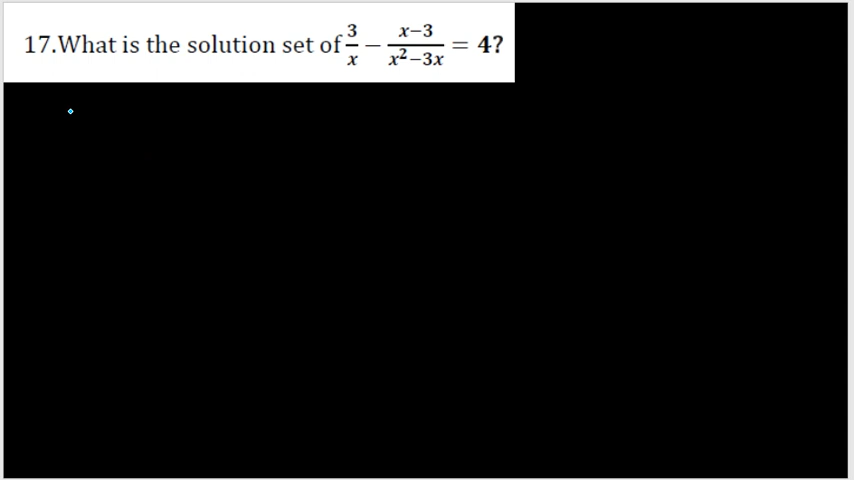 17.What is the solution set of 3/x − (x−3)/(x²−3x) = 4?